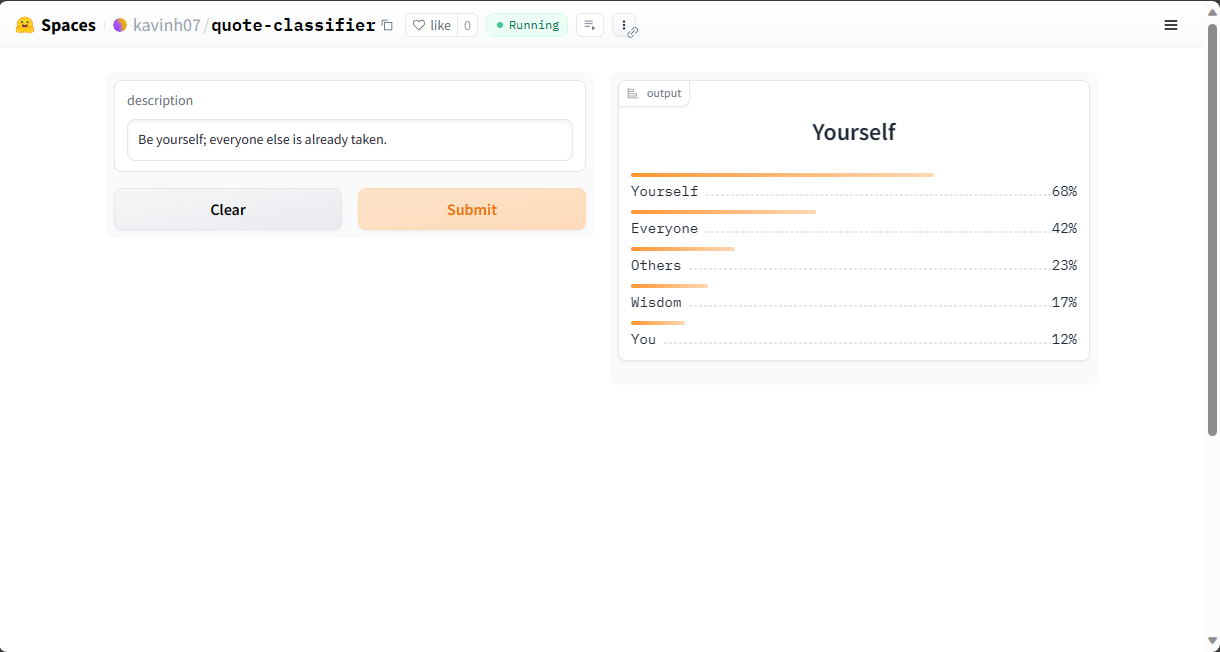 Spaces kavinh07/quote-classifier like 0 Running
description
Be yourself; everyone else is already taken.
Clear Submit
output
Yourself
Yourself 68%
Everyone 42%
Others 23%
Wisdom 17%
You 12%